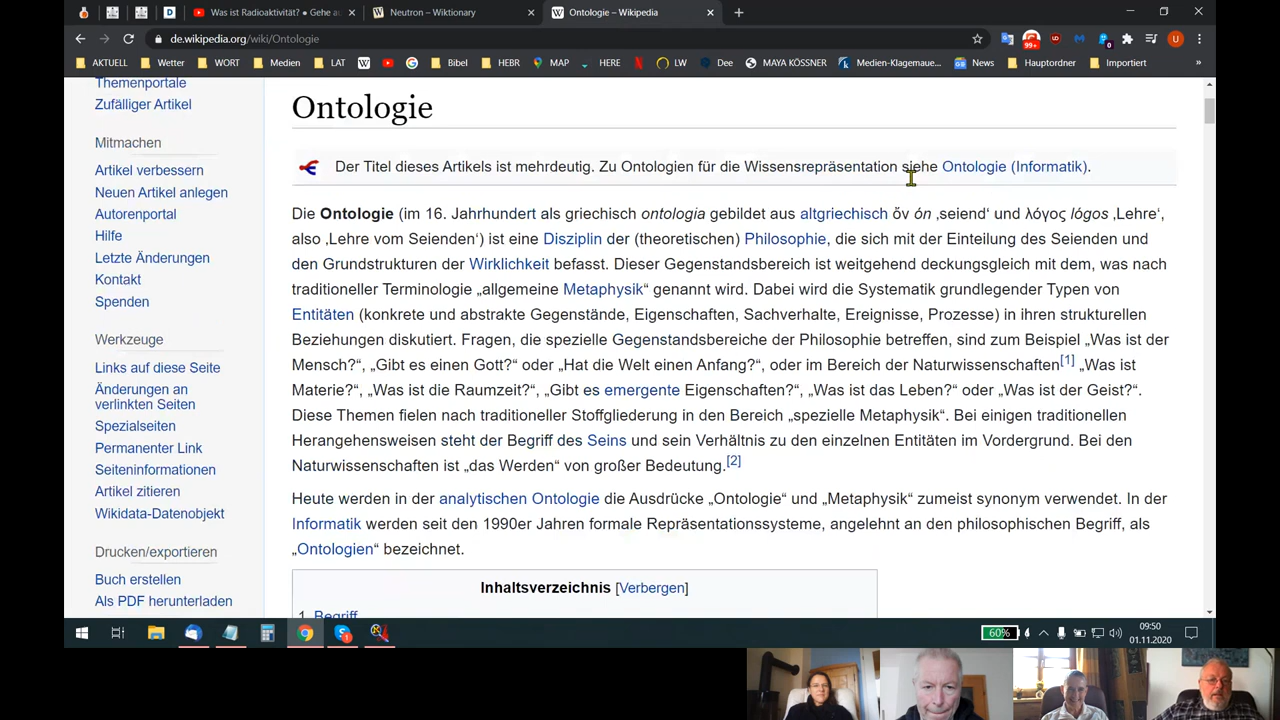 Was ist Radioaktivität? • Gehe au
Neutron – Wiktionary
Ontologie – Wikipedia
de.wikipedia.org/wiki/Ontologie
99+
0
U
AKTUELL
Wetter
WORT
Medien
LAT
Bibel
HEBR
MAP
HERE
LW
Dee
MAYA KÖSSNER
Medien-Klagemaue...
News
Hauptordner
Importiert
»
Themenportale
Zufälliger Artikel
Mitmachen
Artikel verbessern
Neuen Artikel anlegen
Autorenportal
Hilfe
Letzte Änderungen
Kontakt
Spenden
Werkzeuge
Links auf diese Seite
Änderungen an
verlinkten Seiten
Spezialseiten
Permanenter Link
Seiteninformationen
Artikel zitieren
Wikidata-Datenobjekt
Drucken/exportieren
Buch erstellen
Als PDF herunterladen
Ontologie
Der Titel dieses Artikels ist mehrdeutig. Zu Ontologien für die Wissensrepräsentation siehe Ontologie (Informatik).
Die Ontologie (im 16. Jahrhundert als griechisch ontologia gebildet aus altgriechisch ὄν ón ‚seiend‘ und λόγος lógos ‚Lehre‘,
also ‚Lehre vom Seienden‘) ist eine Disziplin der (theoretischen) Philosophie, die sich mit der Einteilung des Seienden und
den Grundstrukturen der Wirklichkeit befasst. Dieser Gegenstandsbereich ist weitgehend deckungsgleich mit dem, was nach
traditioneller Terminologie „allgemeine Metaphysik“ genannt wird. Dabei wird die Systematik grundlegender Typen von
Entitäten (konkrete und abstrakte Gegenstände, Eigenschaften, Sachverhalte, Ereignisse, Prozesse) in ihren strukturellen
Beziehungen diskutiert. Fragen, die spezielle Gegenstandsbereiche der Philosophie betreffen, sind zum Beispiel „Was ist der
Mensch?“, „Gibt es einen Gott?“ oder „Hat die Welt einen Anfang?“, oder im Bereich der Naturwissenschaften[1] „Was ist
Materie?“, „Was ist die Raumzeit?“, „Gibt es emergente Eigenschaften?“, „Was ist das Leben?“ oder „Was ist der Geist?“.
Diese Themen fielen nach traditioneller Stoffgliederung in den Bereich „spezielle Metaphysik“. Bei einigen traditionellen
Herangehensweisen steht der Begriff des Seins und sein Verhältnis zu den einzelnen Entitäten im Vordergrund. Bei den
Naturwissenschaften ist „das Werden“ von großer Bedeutung.[2]
Heute werden in der analytischen Ontologie die Ausdrücke „Ontologie“ und „Metaphysik“ zumeist synonym verwendet. In der
Informatik werden seit den 1990er Jahren formale Repräsentationssysteme, angelehnt an den philosophischen Begriff, als
„Ontologien“ bezeichnet.
Inhaltsverzeichnis [Verbergen]
1 Begriff
60%
09:50
01.11.2020